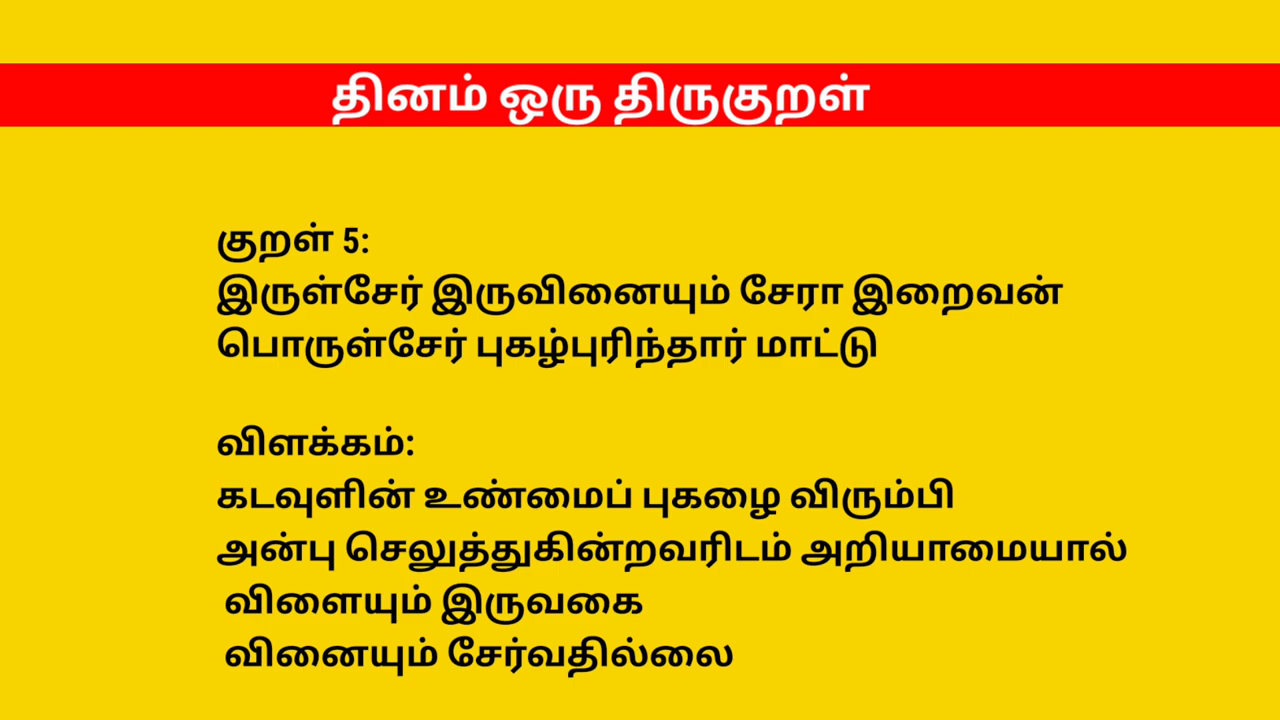 தினம் ஒரு திருகுறள்
குறள் 5:
இருள்சேர் இருவினையும் சேரா இறைவன்
பொருள்சேர் புகழ்புரிந்தார் மாட்டு
விளக்கம்:
கடவுளின் உண்மைப் புகழை விரும்பி
அன்பு செலுத்துகின்றவரிடம் அறியாமையால்
விளையும் இருவகை
வினையும் சேர்வதில்லை